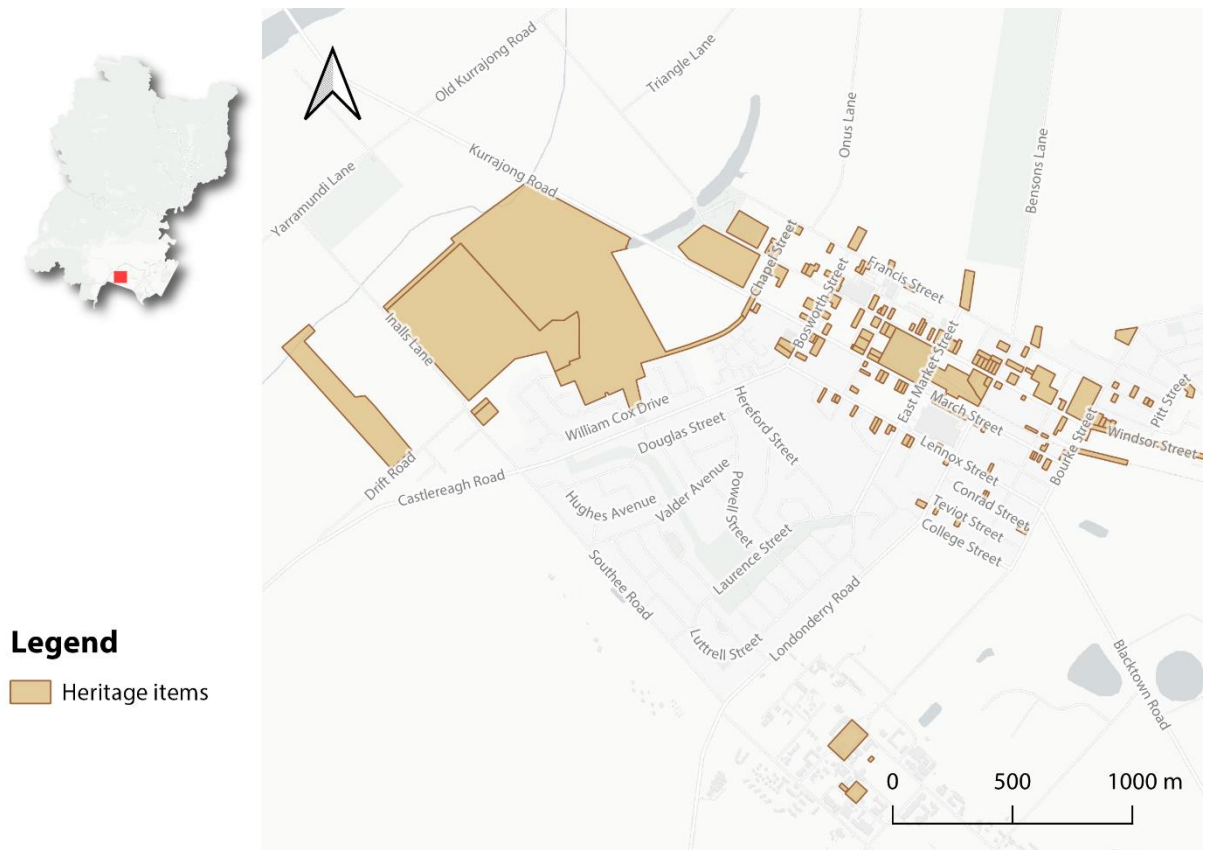 Old Kurrajong Road
Triangle Lane
Onus Lane
Bensons Lane
Kurrajong Road
Yarramundi Lane
Chapel Street
Francis Street
Bosworth Street
Inalls Lane
East Market Street
Pitt Street
March Street
William Cox Drive
Hereford Street
Windsor Street
Douglas Street
Bourke Street
Lennox Street
Drift Road
Castlereagh Road
Conrad Street
Hughes Avenue
Valder Avenue
Powell Street
Teviot Street
College Street
Laurence Street
Southee Road
Londonderry Road
Luttrell Street
Blacktown Road
Legend
Heritage items
0 500 1000 m